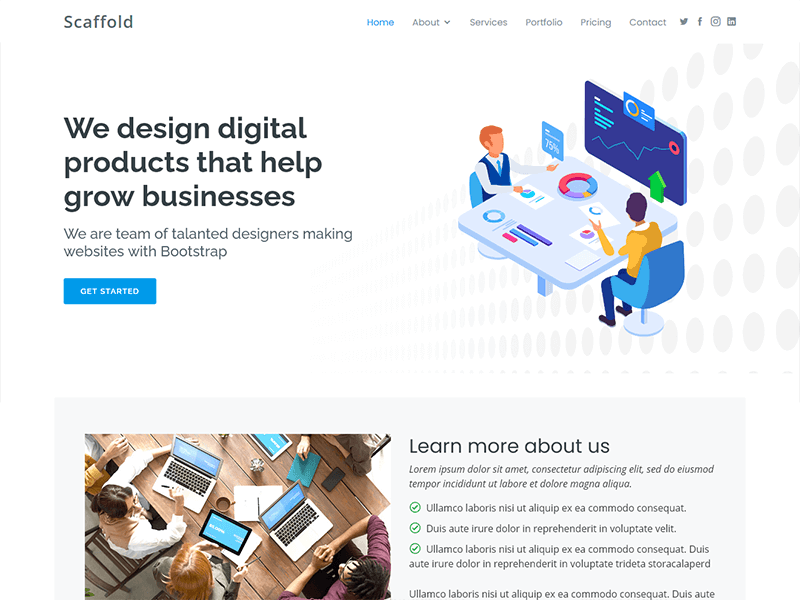 Scaffold
Home About Services Portfolio Pricing Contact
We design digital
products that help
grow businesses
We are team of talanted designers making
websites with Bootstrap
GET STARTED
75%
Learn more about us
Lorem ipsum dolor sit amet, consectetur adipiscing elit, sed do eiusmod
tempor incididunt ut labore et dolore magna aliqua.
Ullamco laboris nisi ut aliquip ex ea commodo consequat.
Duis aute irure dolor in reprehenderit in voluptate velit.
Ullamco laboris nisi ut aliquip ex ea commodo consequat. Duis
aute irure dolor in reprehenderit in voluptate trideta storacalaperd
Ullamco laboris nisi ut aliquip ex ea commodo consequat. Duis aute